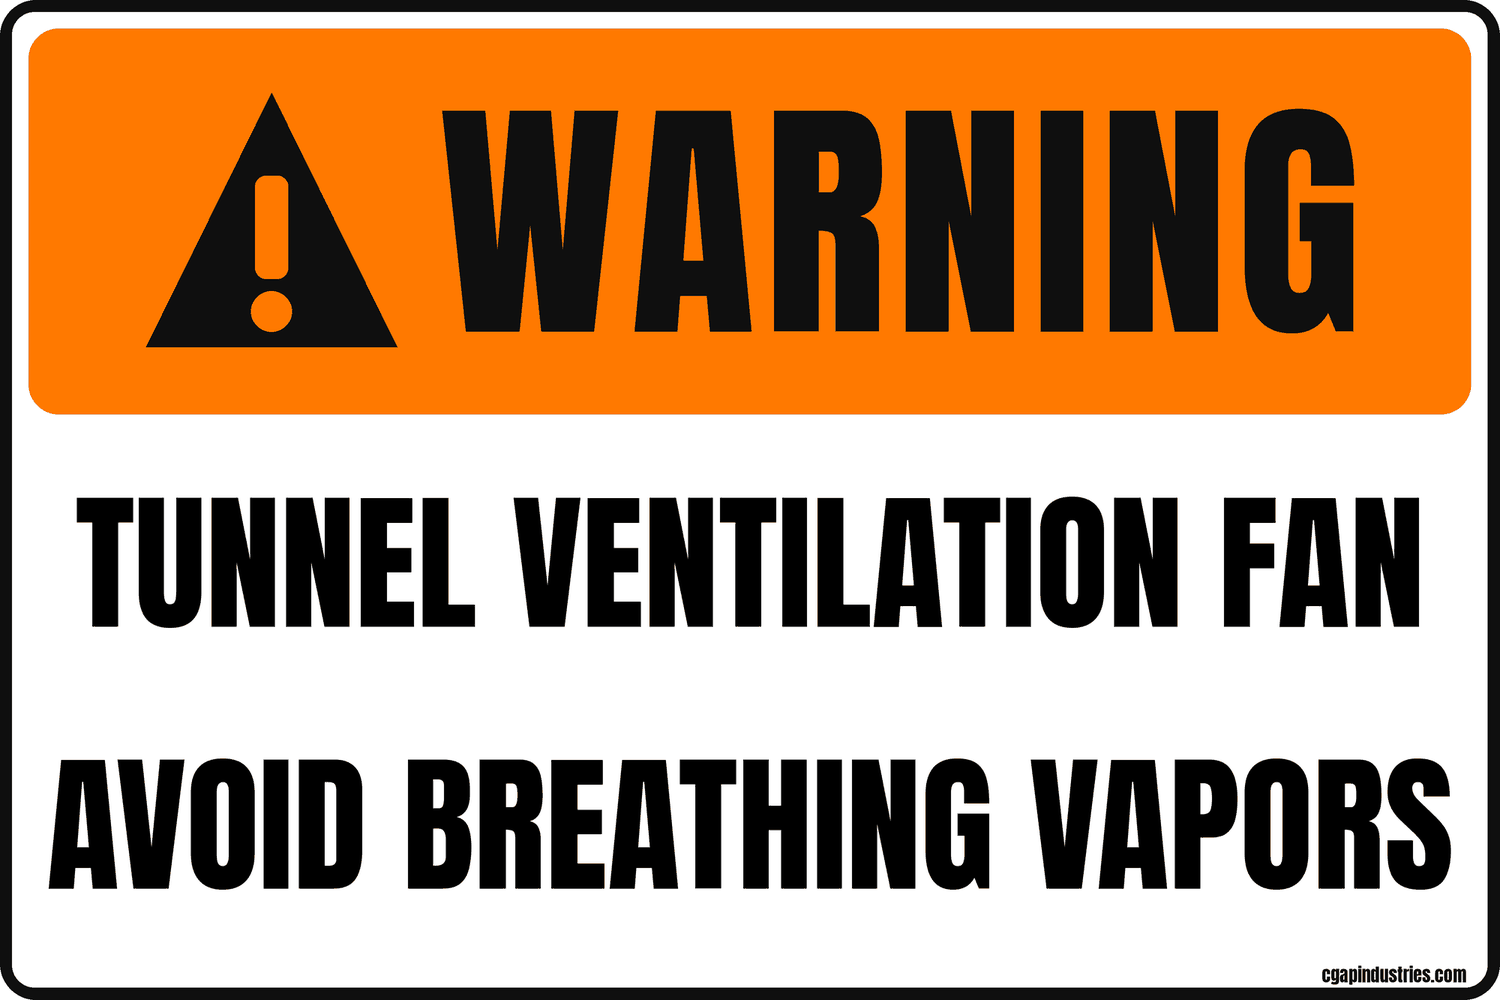 WARNING
TUNNEL VENTILATION FAN
AVOID BREATHING VAPORS
cgapindustries.com